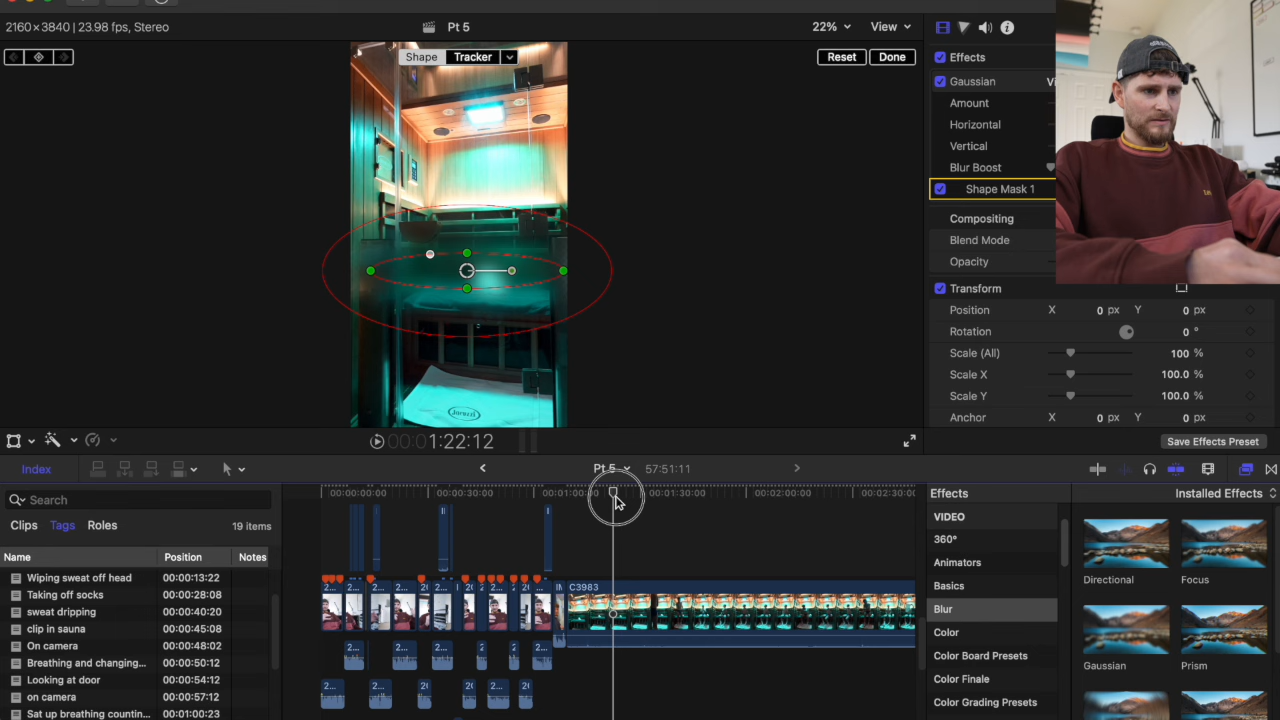 2160×3840 | 23.98 fps, Stereo
Pt 5
22%
View
Shape
Tracker
Reset
Done
Effects
Gaussian
Amount
Horizontal
Vertical
Blur Boost
Shape Mask 1
Compositing
Blend Mode
Opacity
Transform
Position X 0 px Y 0 px
Rotation 0 °
Scale (All) 100 %
Scale X 100.0 %
Scale Y 100.0 %
Anchor X 0 px Y 0 px
00:0 1:22:12
Save Effects Preset
Index
Pt 5
57:51:11
Search
00:00:00:00
00:00:30:00
00:01:00:00
00:01:30:00
00:02:00:00
00:02:30:00
Effects
Installed Effects
Clips
Tags
Roles
19 items
Name
Position
Notes
Wiping sweat off head 00:00:13:22
Taking off socks 00:00:28:08
sweat dripping 00:00:40:20
clip in sauna 00:00:45:08
On camera 00:00:48:02
Breathing and changing... 00:00:50:12
Looking at door 00:00:54:12
on camera 00:00:57:12
Sat up breathing countin... 00:01:00:23
C3983
VIDEO
360°
Animators
Basics
Blur
Color
Color Board Presets
Color Finale
Color Grading Presets
Directional
Focus
Gaussian
Prism